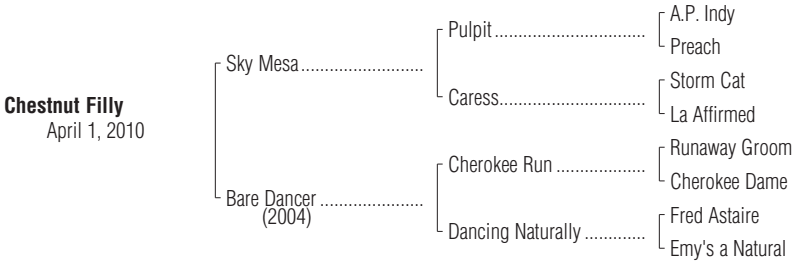 A.P. Indy
Pulpit ..............................
Preach
Sky Mesa.........................
Storm Cat
Caress..............................
La Affirmed
Chestnut Filly
April 1, 2010
Runaway Groom
Cherokee Run ..................
Cherokee Dame
Bare Dancer .....................
(2004)
Fred Astaire
Dancing Naturally ............
Emy's a Natural